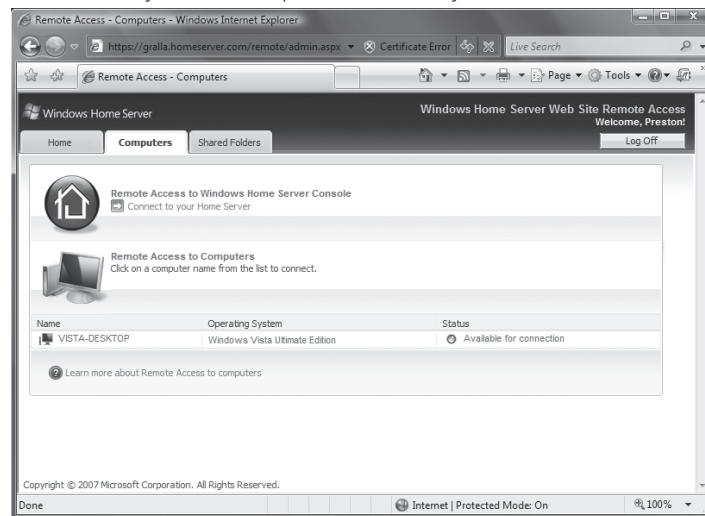 Remote Access - Computers - Windows Internet Explorer
https://gralla.homeserver.com/remote/admin.aspx
Certificate Error
Live Search
Remote Access - Computers
Page
Tools
Windows Home Server
Windows Home Server Web Site Remote Access
Welcome, Preston!
Home
Computers
Shared Folders
Log Off
Remote Access to Windows Home Server Console
Connect to your Home Server
Remote Access to Computers
Click on a computer name from the list to connect.
Name Operating System Status
VISTA-DESKTOP Windows Vista Ultimate Edition Available for connection
Learn more about Remote Access to computers
Copyright © 2007 Microsoft Corporation. All Rights Reserved.
Done
Internet | Protected Mode: On
100%